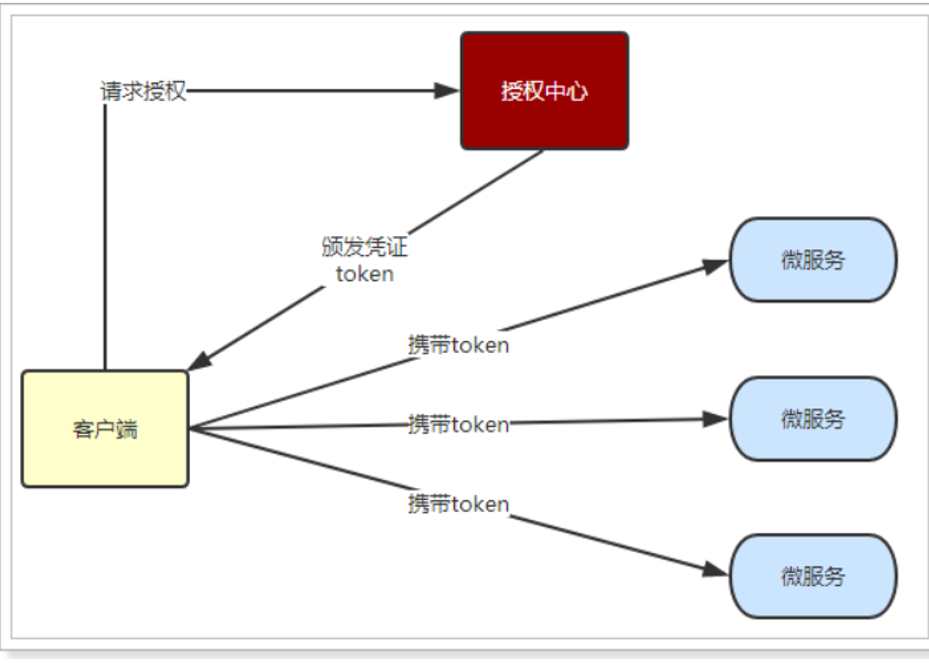 请求授权
授权中心
颁发凭证
token
微服务
携带token
客户端
携带token
微服务
携带token
微服务